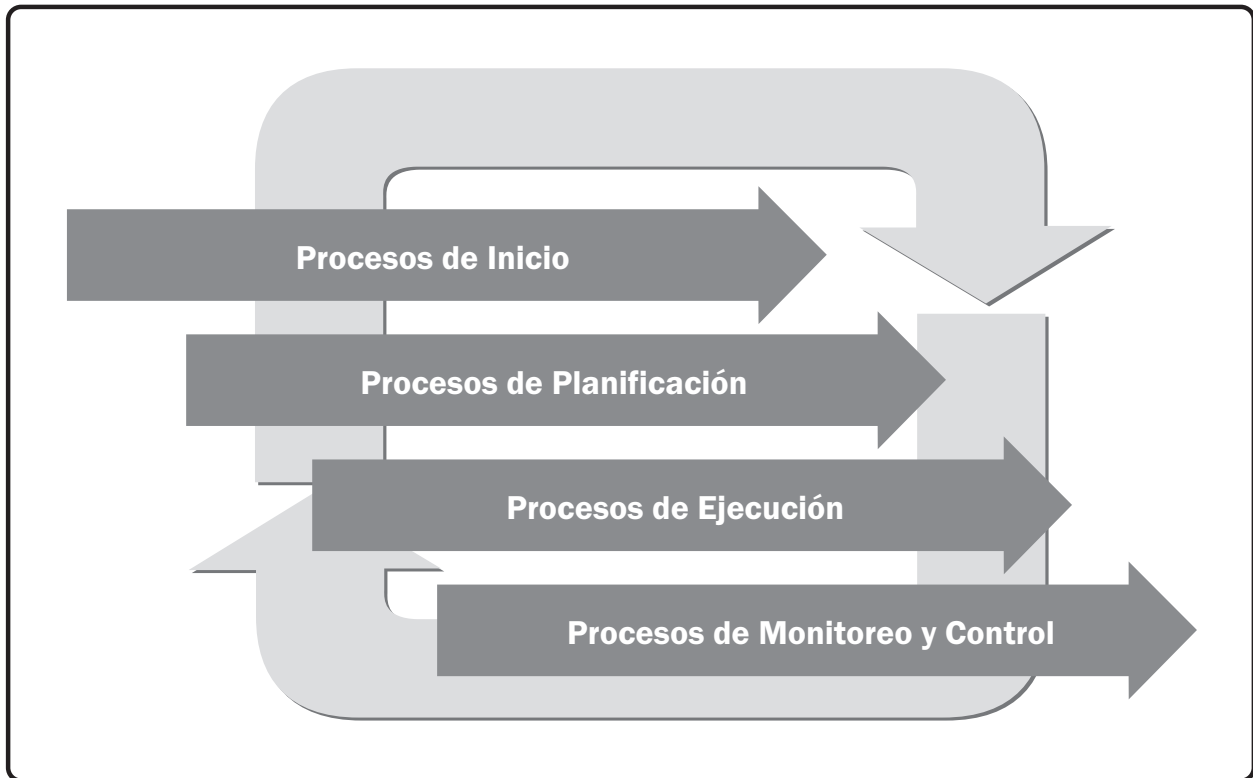 Procesos de Inicio
Procesos de Planificación
Procesos de Ejecución
Procesos de Monitoreo y Control